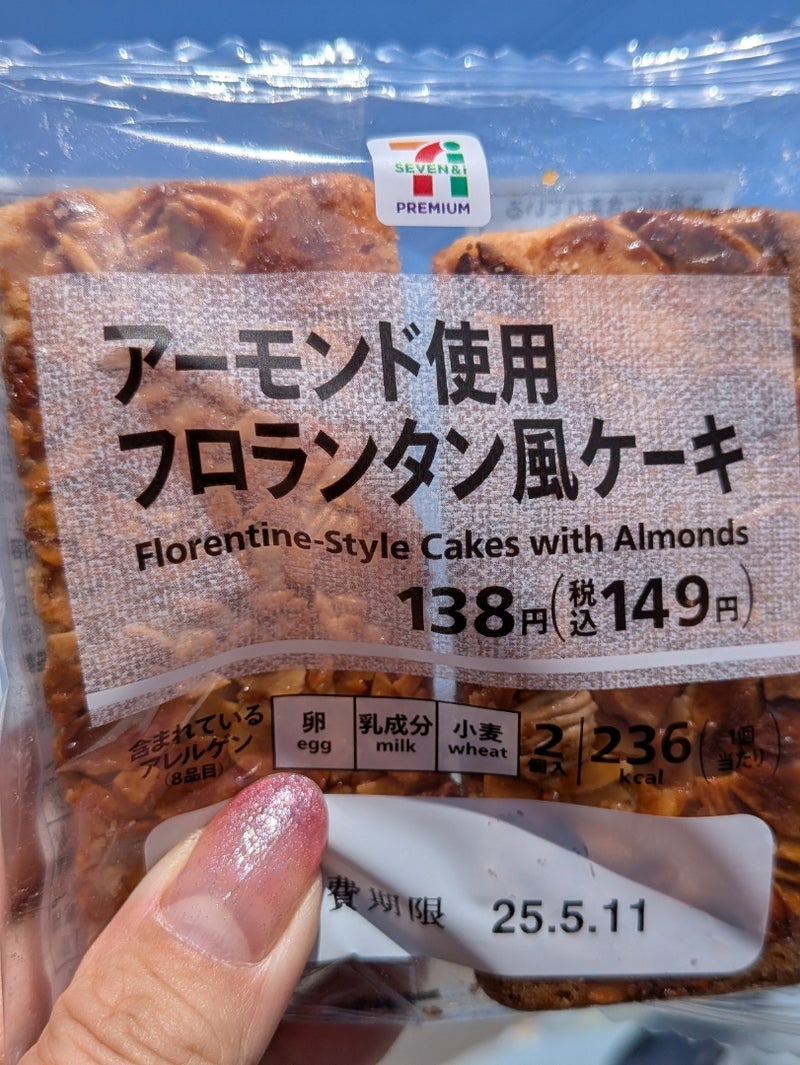 SEVEN&i
PREMIUM
アーモンド使用
フロランタン風ケーキ
Florentine-Style Cakes with Almonds
138円(税込149円)
含まれているアレルゲン(8品目)
卵 egg
乳成分 milk
小麦 wheat
2個入
236kcal(1個当たり)
費期限 25.5.11